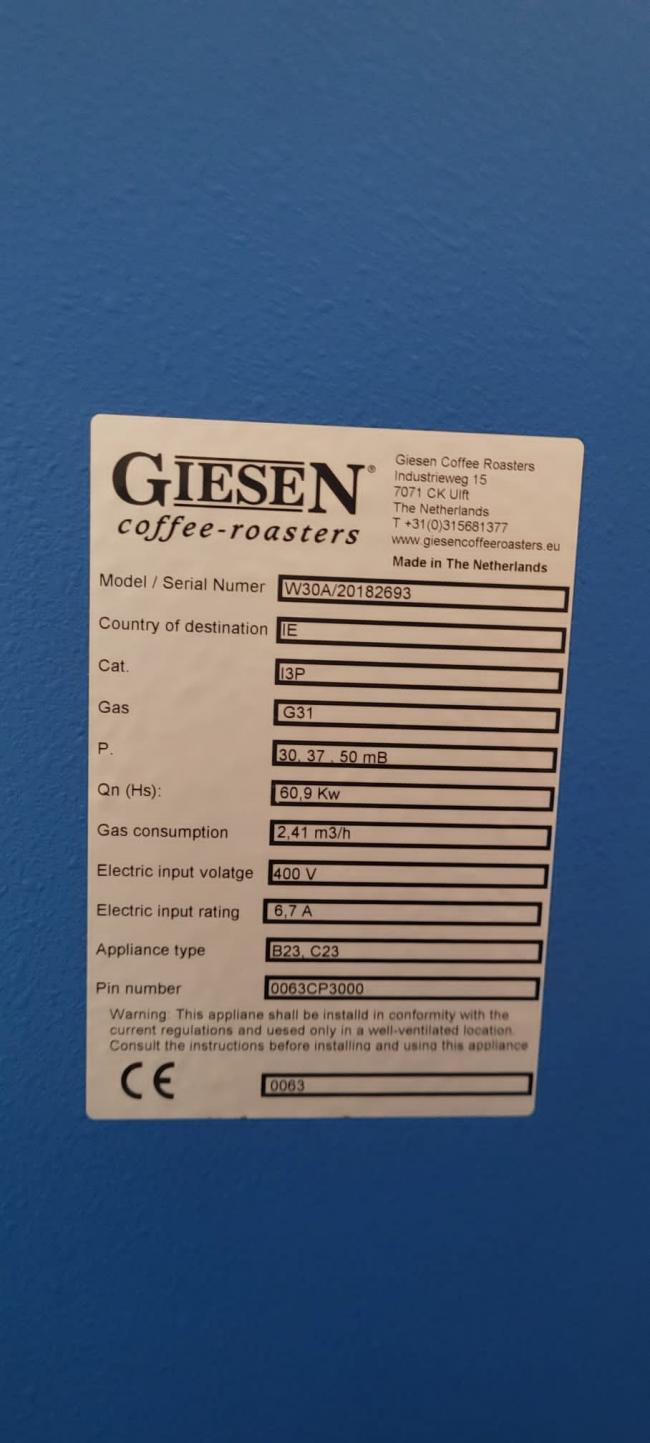 GIESEN®
coffee-roasters
Giesen Coffee Roasters
Industrieweg 15
7071 CK Ulft
The Netherlands
T +31(0)315681377
www.giesencoffeeroasters.eu
Made in The Netherlands
Model / Serial Numer W30A/20182693
Country of destination IE
Cat. I3P
Gas G31
P. 30, 37 , 50 mB
Qn (Hs): 60,9 Kw
Gas consumption 2,41 m3/h
Electric input volatge 400 V
Electric input rating 6,7 A
Appliance type B23, C23
Pin number 0063CP3000
Warning: This appliane shall be installd in conformity with the
current regulations and uesed only in a well-ventilated location.
Consult the instructions before installing and using this appliance
CE 0063